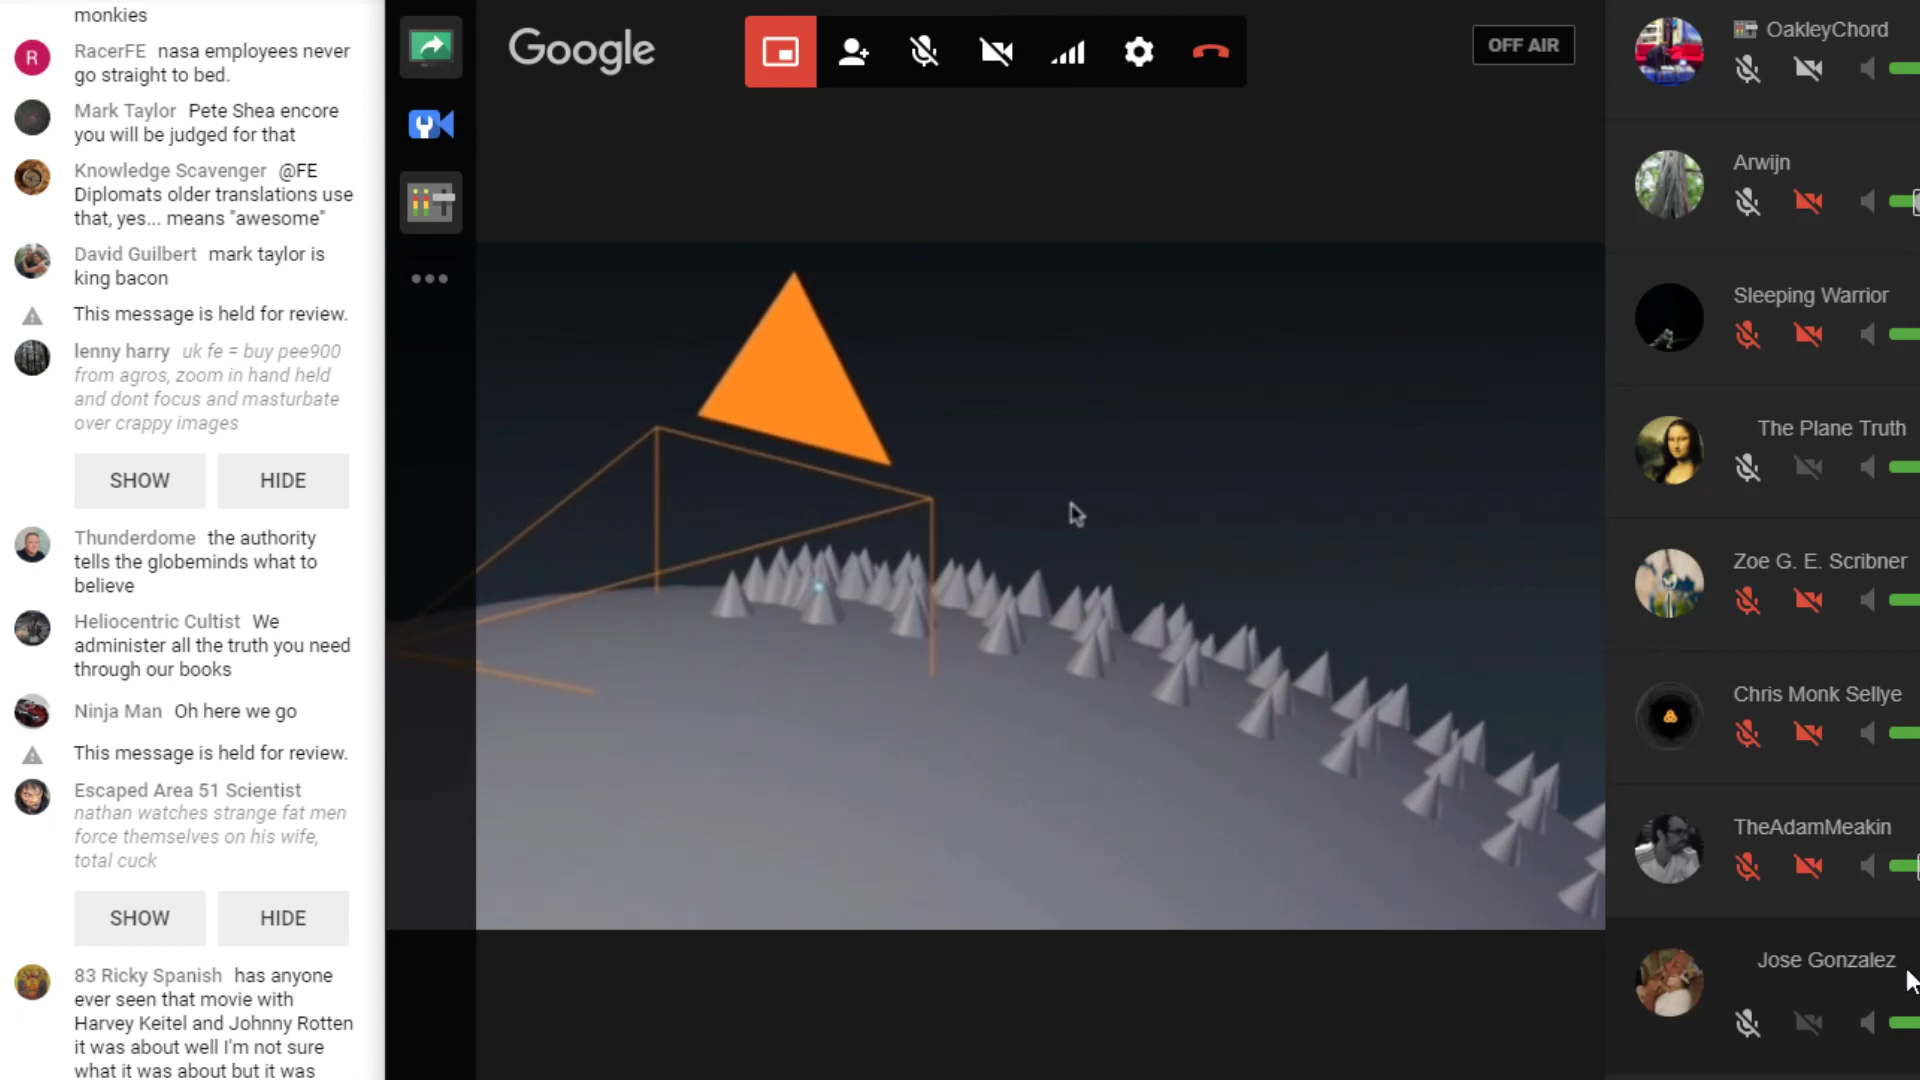 monkies
RacerFE nasa employees never
go straight to bed.
Mark Taylor Pete Shea encore
you will be judged for that
Knowledge Scavenger @FE
Diplomats older translations use
that, yes... means "awesome"
David Guilbert mark taylor is
king bacon
This message is held for review.
lenny harry uk fe = buy pee900
from agros, zoom in hand held
and dont focus and masturbate
over crappy images
SHOW HIDE
Thunderdome the authority
tells the globeminds what to
believe
Heliocentric Cultist We
administer all the truth you need
through our books
Ninja Man Oh here we go
This message is held for review.
Escaped Area 51 Scientist
nathan watches strange fat men
force themselves on his wife,
total cuck
SHOW HIDE
83 Ricky Spanish has anyone
ever seen that movie with
Harvey Keitel and Johnny Rotten
it was about well I'm not sure
what it was about but it was
R
Google
OFF AIR
OakleyChord
Arwijn
Sleeping Warrior
The Plane Truth
Zoe G. E. Scribner
Chris Monk Sellye
TheAdamMeakin
Jose Gonzalez